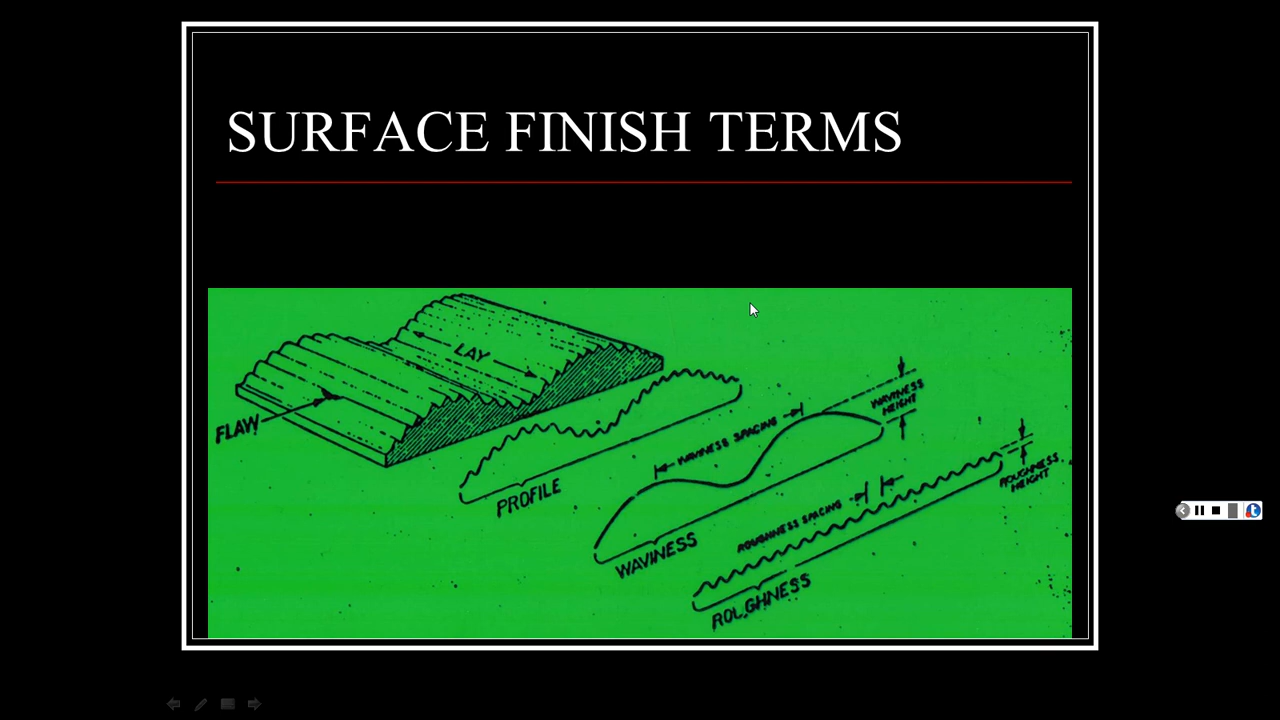 SURFACE FINISH TERMS
LAY
FLAW
PROFILE
WAVINESS SPACING
WAVINESS
HEIGHT
WAVINESS
ROUGHNESS SPACING
ROUGHNESS
HEIGHT
ROUGHNESS